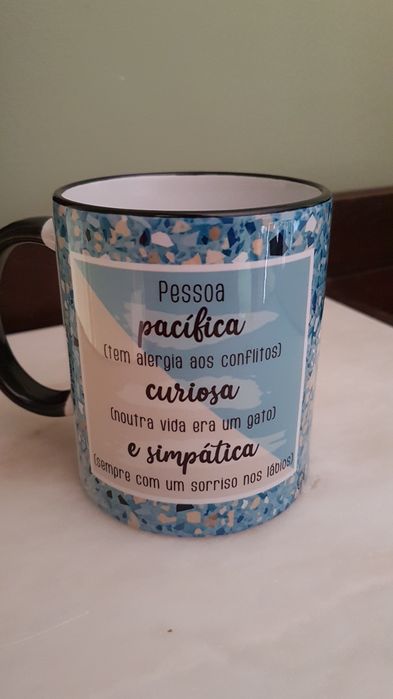 Pessoa
pacífica
(tem alergia aos conflitos)
curiosa
(noutra vida era um gato)
e simpática
(sempre com um sorriso nos lábios)